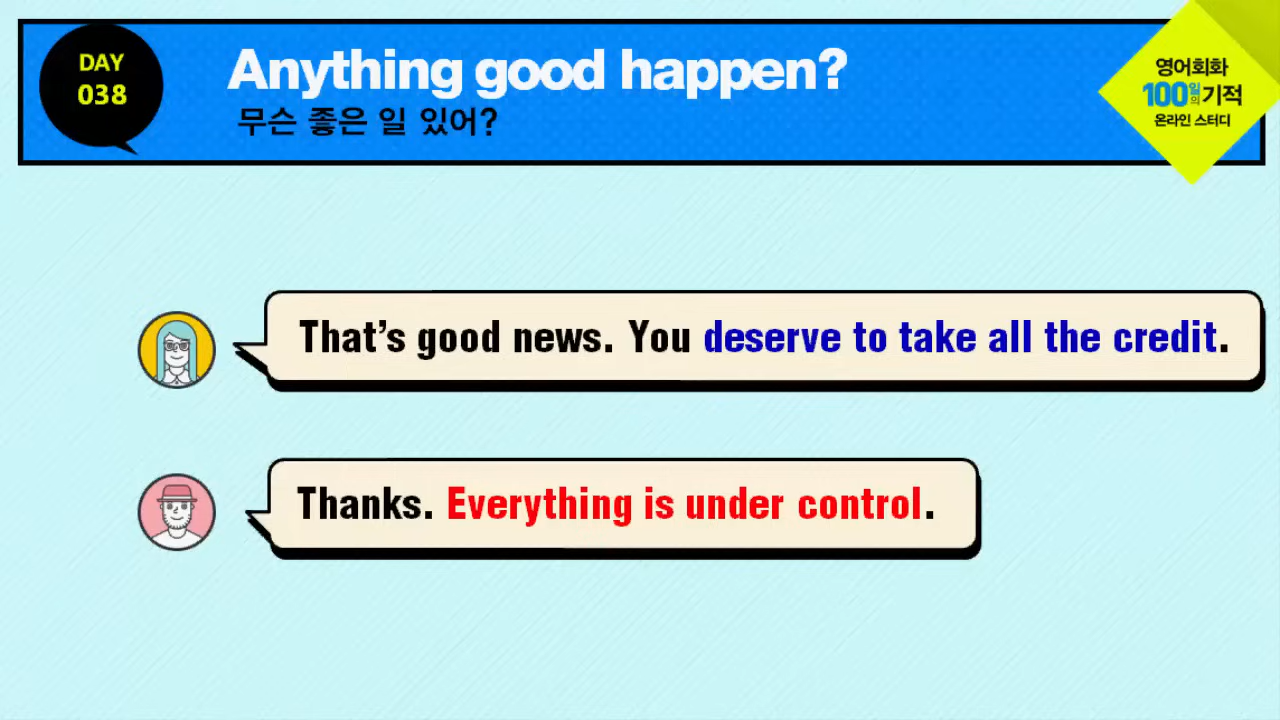 DAY
038
Anything good happen?
무슨 좋은 일 있어?
영어회화
100일의 기적
온라인 스터디
That’s good news. You deserve to take all the credit.
Thanks. Everything is under control.